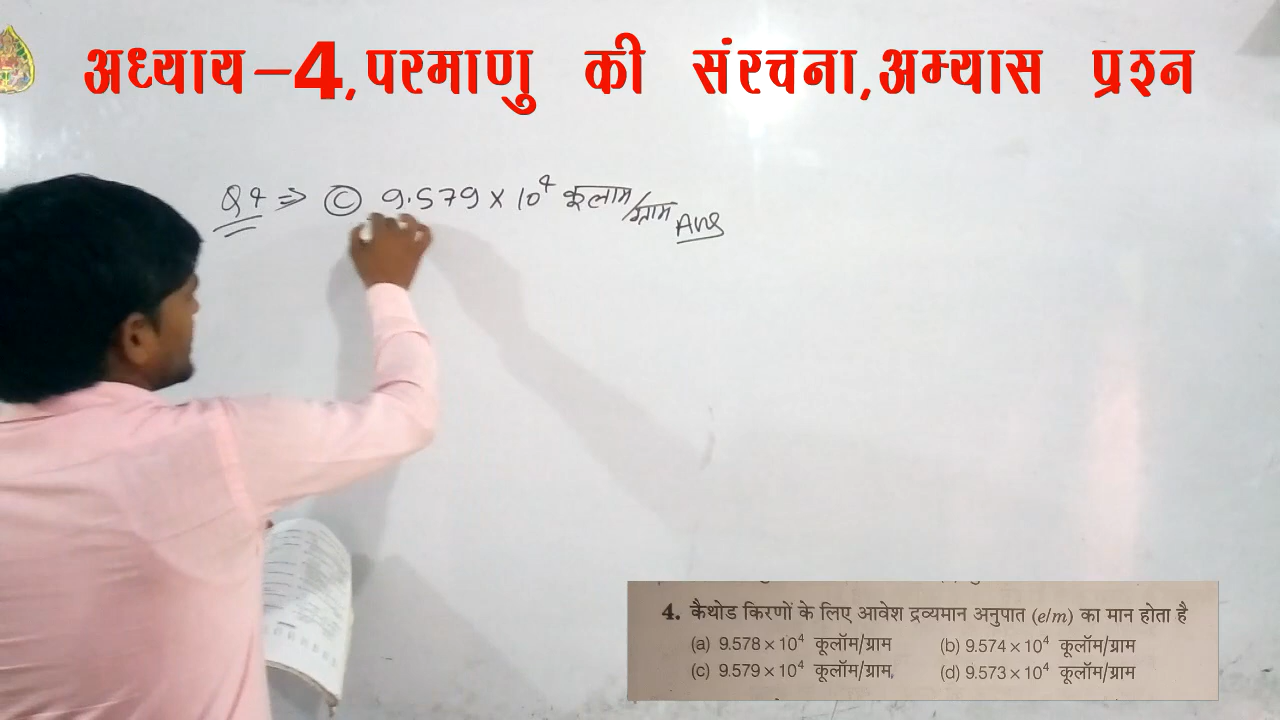 अध्याय-4,परमाणु की संरचना,अभ्यास प्रश्न
Q4 ⇒ (C) 9.579 × 10⁴ कूलाम/ग्राम Ans
4. कैथोड किरणों के लिए आवेश द्रव्यमान अनुपात (e/m) का मान होता है
(a) 9.578 × 10⁴ कूलॉम/ग्राम (b) 9.574 × 10⁴ कूलॉम/ग्राम
(c) 9.579 × 10⁴ कूलॉम/ग्राम, (d) 9.573 × 10⁴ कूलॉम/ग्राम